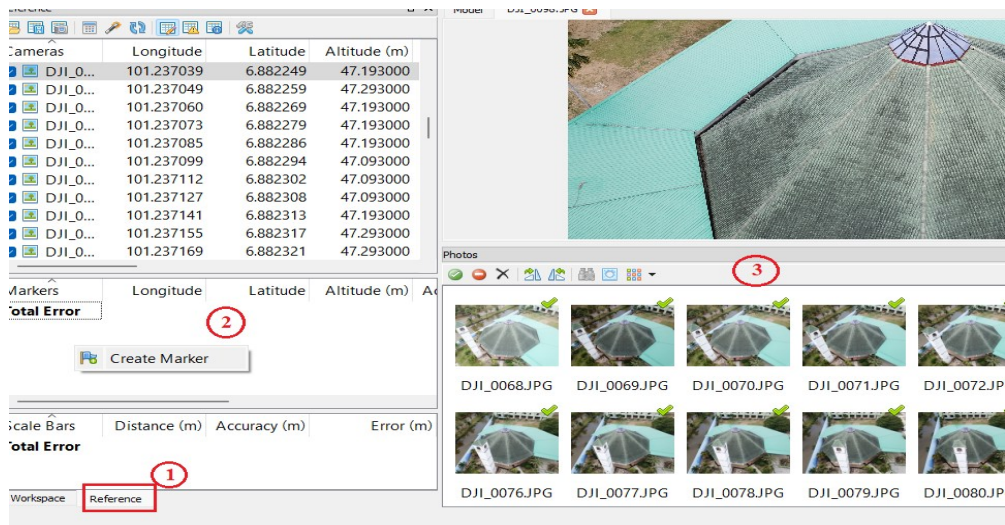 Model DJI_0098.JPG
Cameras Longitude Latitude Altitude (m)
DJI_0... 101.237039 6.882249 47.193000
DJI_0... 101.237049 6.882259 47.293000
DJI_0... 101.237060 6.882269 47.193000
DJI_0... 101.237073 6.882279 47.193000
DJI_0... 101.237085 6.882286 47.193000
DJI_0... 101.237099 6.882294 47.093000
DJI_0... 101.237112 6.882302 47.093000
DJI_0... 101.237127 6.882308 47.093000
DJI_0... 101.237141 6.882313 47.193000
DJI_0... 101.237155 6.882317 47.293000
DJI_0... 101.237169 6.882321 47.293000
Markers Longitude Latitude Altitude (m)
Total Error
2
Create Marker
Scale Bars Distance (m) Accuracy (m) Error (m)
Total Error
1
Workspace Reference
Photos
3
DJI_0068.JPG DJI_0069.JPG DJI_0070.JPG DJI_0071.JPG DJI_0072.JP
DJI_0076.JPG DJI_0077.JPG DJI_0078.JPG DJI_0079.JPG DJI_0080.JP